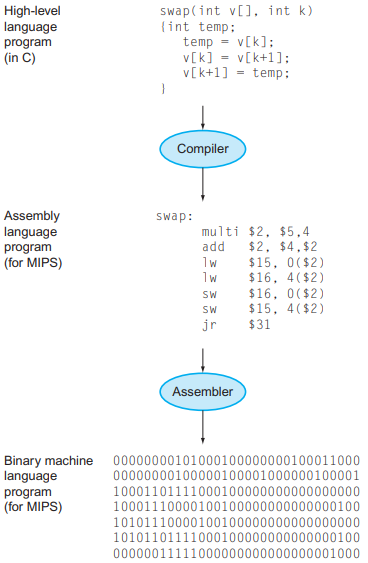 High-level
language
program
(in C)
swap(int v[], int k)
{int temp;
temp = v[k];
v[k] = v[k+1];
v[k+1] = temp;
}
Compiler
Assembly
language
program
(for MIPS)
swap:
multi $2, $5,4
add $2, $4,$2
lw $15, 0($2)
lw $16, 4($2)
sw $16, 0($2)
sw $15, 4($2)
jr $31
Assembler
Binary machine
language
program
(for MIPS)
00000000101000100000000100011000
00000000100000100001000000100001
10001101111000100000000000000000
10001110000100100000000000000100
10101110000100100000000000000000
10101101111000100000000000000100
00000011111000000000000000001000